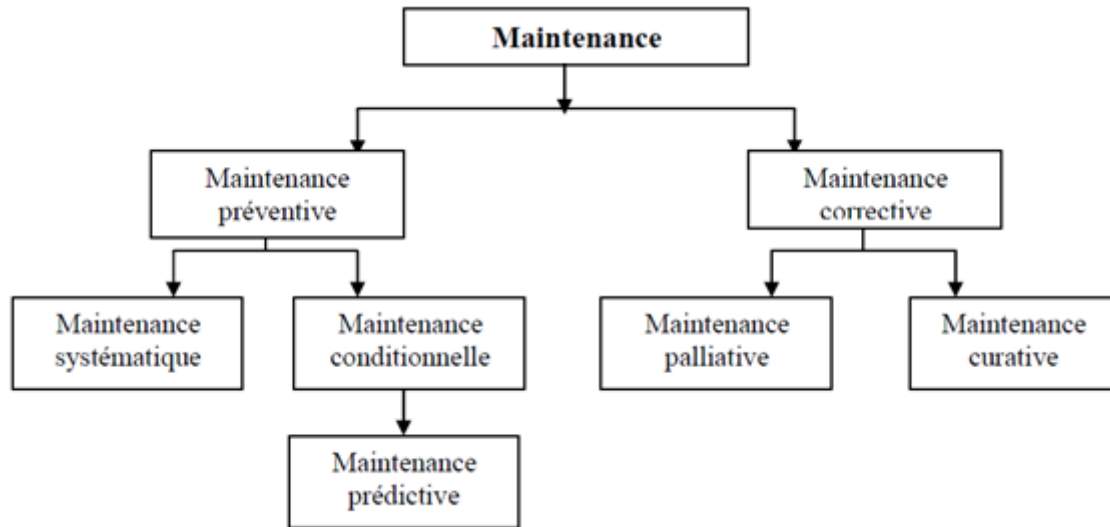 Maintenance
Maintenance
préventive
Maintenance
corrective
Maintenance
systématique
Maintenance
conditionnelle
Maintenance
palliative
Maintenance
curative
Maintenance
prédictive